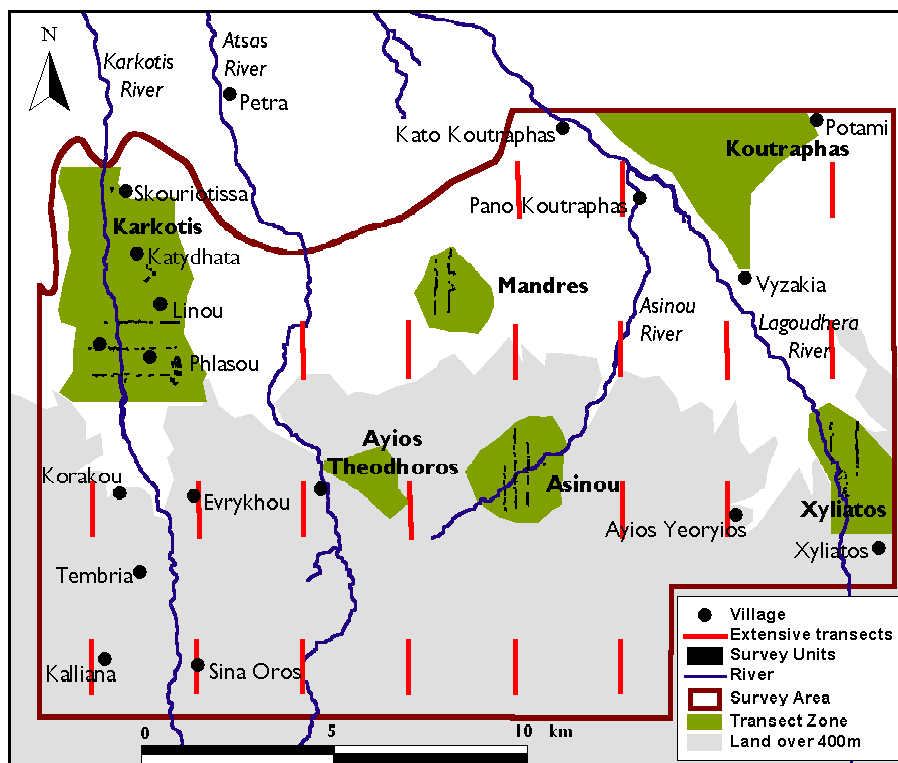 N
Karkotis
River
Atsas
River
Petra
Kato Koutraphas
Potami
Koutraphas
Skouriotissa
Pano Koutraphas
Karkotis
Katydhata
Mandres
Vyzakia
Linou
Asinou
River
Lagoudhera
River
Phlasou
Ayios
Theodhoros
Korakou
Evrykhou
Asinou
Ayios Yeoryios
Xyliatos
Xyliatos
Tembria
Kalliana
Sina Oros
Village
Extensive transects
Survey Units
River
Survey Area
Transect Zone
Land over 400m
0 5 10 km